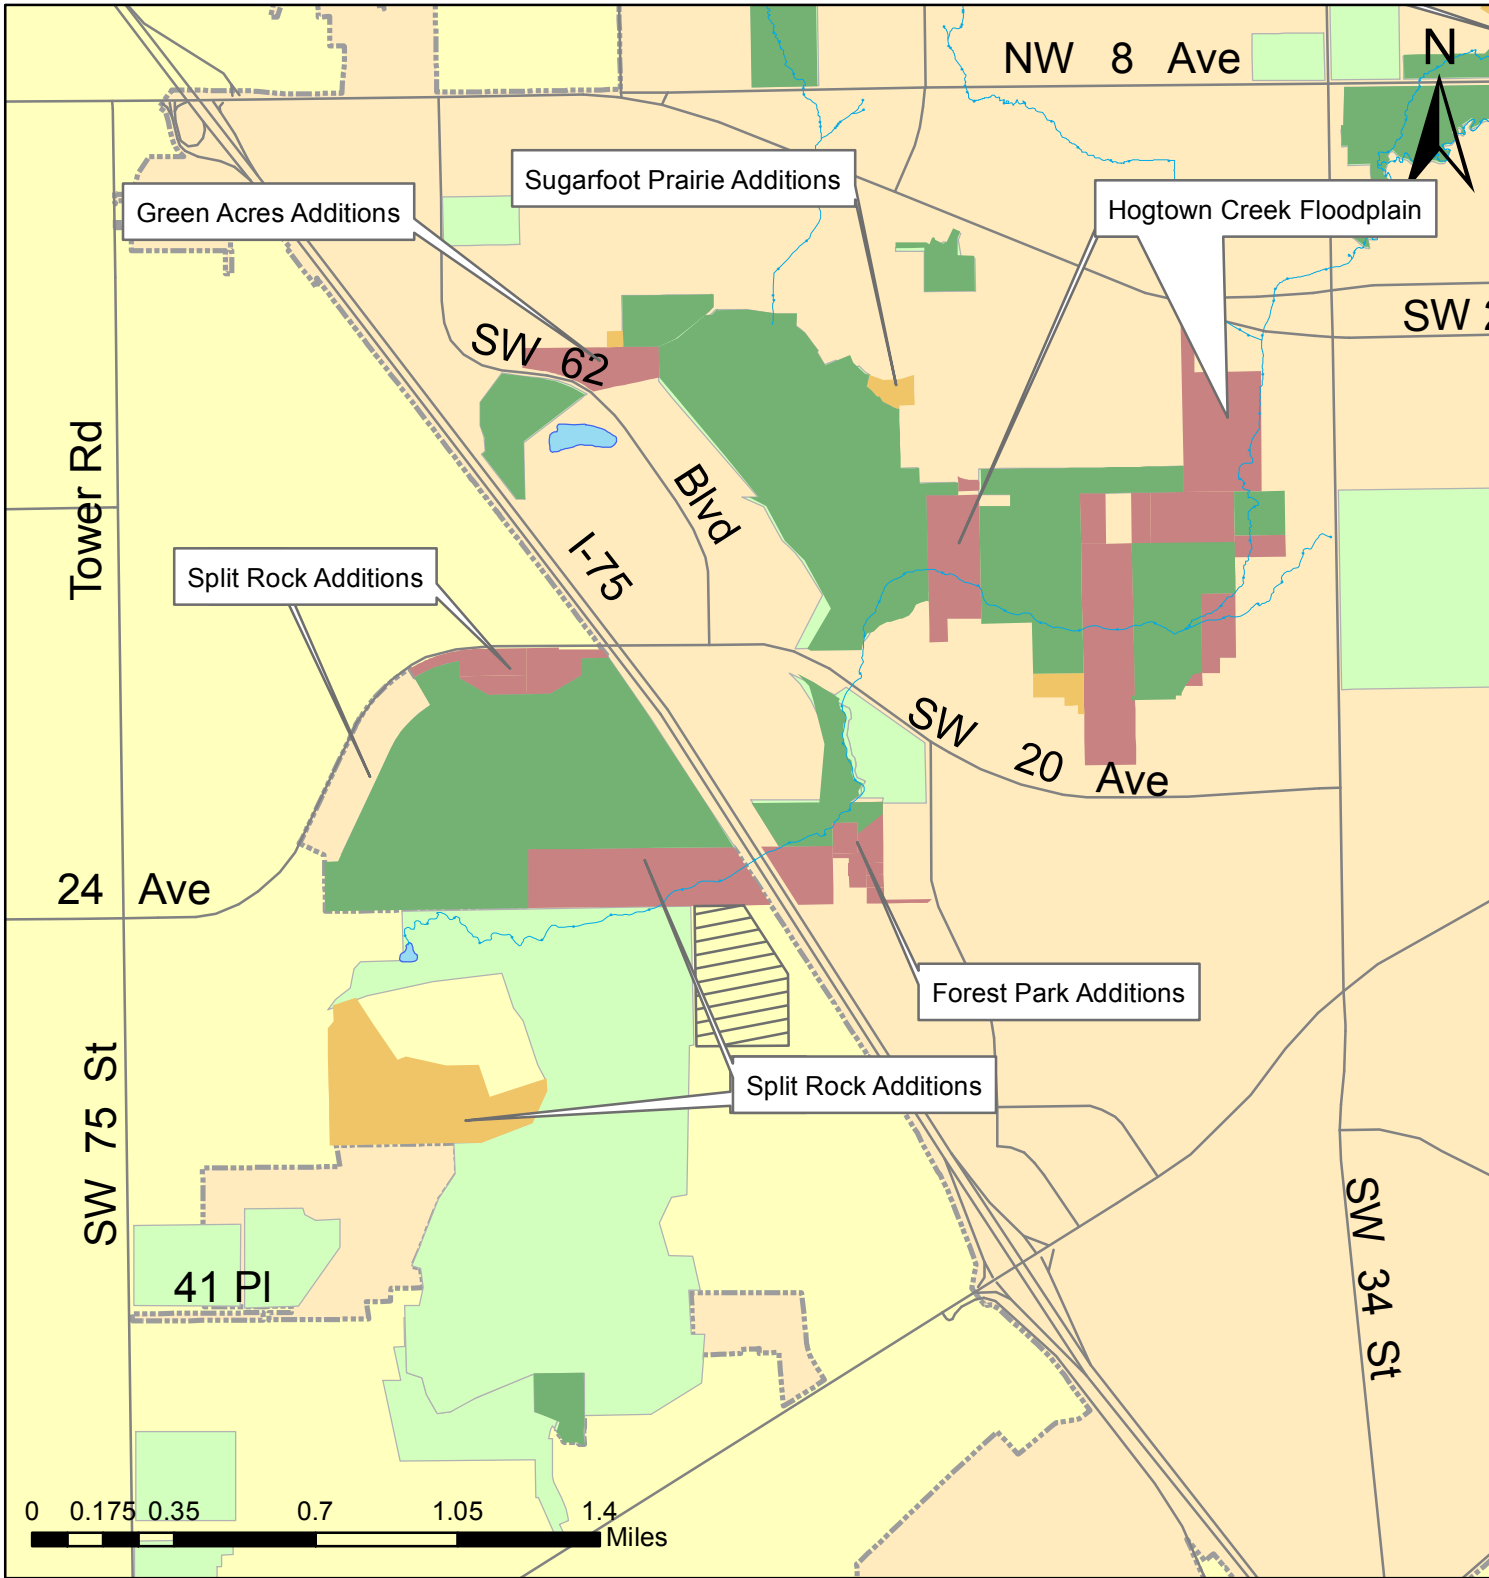 NW 8 Ave
N
Sugarfoot Prairie Additions
Green Acres Additions
Hogtown Creek Floodplain
SW 2
SW 62
Blvd
Tower Rd
I-75
Split Rock Additions
SW 20 Ave
24 Ave
Forest Park Additions
Split Rock Additions
SW 75 St
SW 34 St
41 Pl
0 0.175 0.35 0.7 1.05 1.4
Miles